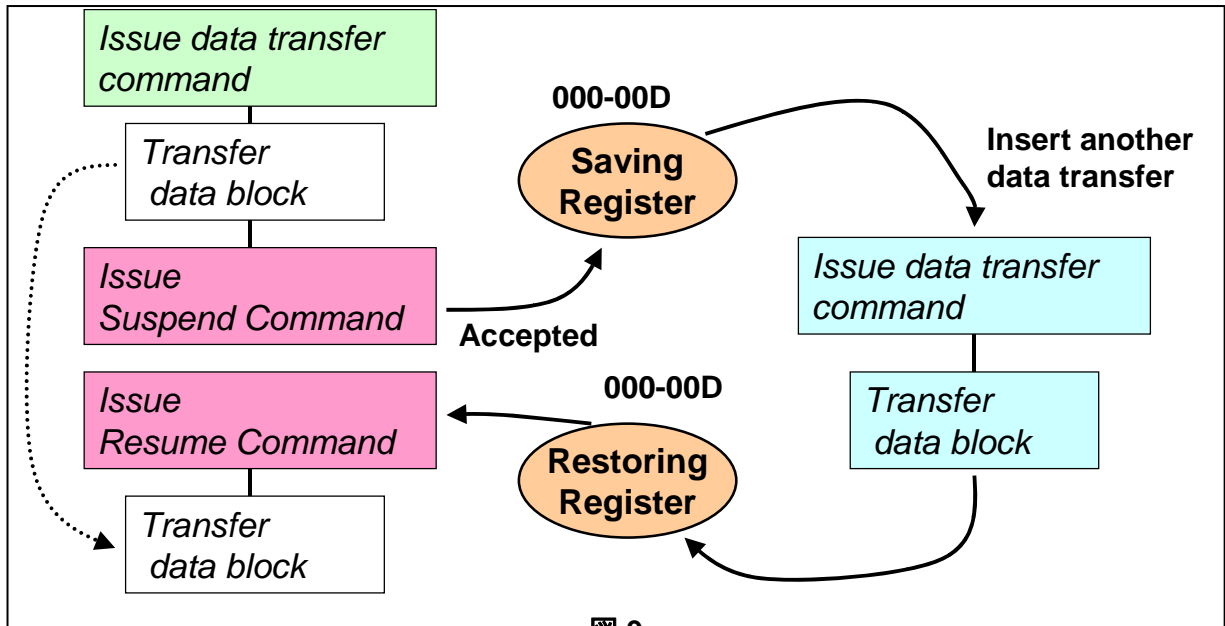 Issue data transfer
command
Transfer
data block
Issue
Suspend Command
Accepted
000-00D
Saving
Register
Insert another
data transfer
Issue data transfer
command
Transfer
data block
000-00D
Restoring
Register
Issue
Resume Command
Transfer
data block